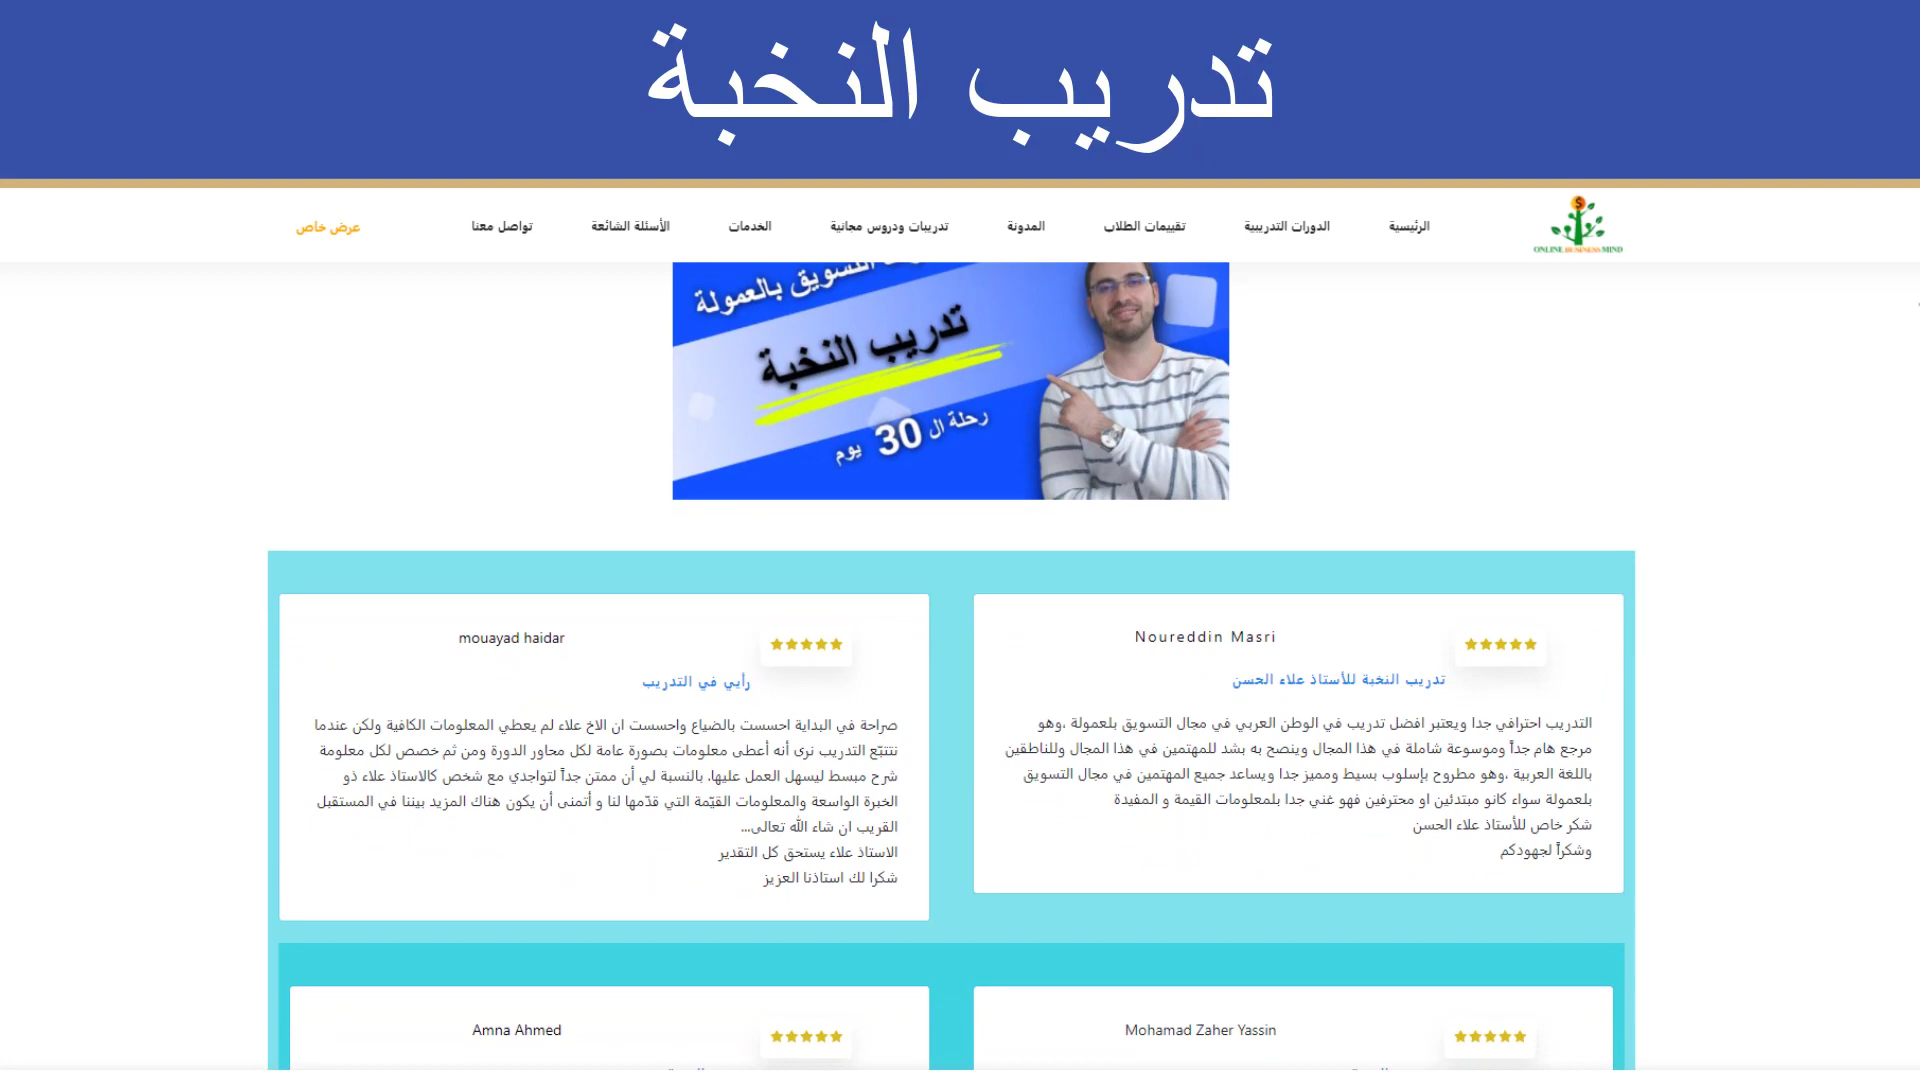 تدريب النخبة
الرئيسية الدورات التدريبية تقييمات الطلاب المدونة تدريبات ودروس مجانية الخدمات الأسئلة الشائعة تواصل معنا عرض خاص
ONLINE BUSINESS MIND
التسويق بالعمولة
تدريب النخبة
رحلة ال 30 يوم
Noureddin Masri
تدريب النخبة للأستاذ علاء الحسن
التدريب احترافي جدا ويعتبر افضل تدريب في الوطن العربي في مجال التسويق بلعمولة ،وهو
مرجع هام جداً وموسوعة شاملة في هذا المجال وينصح به بشد للمهتمين في هذا المجال وللناطقين
باللغة العربية ،وهو مطروح بإسلوب بسيط ومميز جدا ويساعد جميع المهتمين في مجال التسويق
بلعمولة سواء كانو مبتدئين او محترفين فهو غني جدا بلمعلومات القيمة و المفيدة
شكر خاص للأستاذ علاء الحسن
وشكراً لجهودكم
mouayad haidar
رأيي في التدريب
صراحة في البداية احسست بالضياع واحسست ان الاخ علاء لم يعطي المعلومات الكافية ولكن عندما
نتتبّع التدريب نرى أنه أعطى معلومات بصورة عامة لكل محاور الدورة ومن ثم خصص لكل معلومة
شرح مبسط ليسهل العمل عليها. بالنسبة لي أن ممتن جداً لتواجدي مع شخص كالاستاذ علاء ذو
الخبرة الواسعة والمعلومات القيّمة التي قدّمها لنا و أتمنى أن يكون هناك المزيد بيننا في المستقبل
القريب ان شاء الله تعالى...
الاستاذ علاء يستحق كل التقدير
شكرا لك استاذنا العزيز
Mohamad Zaher Yassin
Amna Ahmed